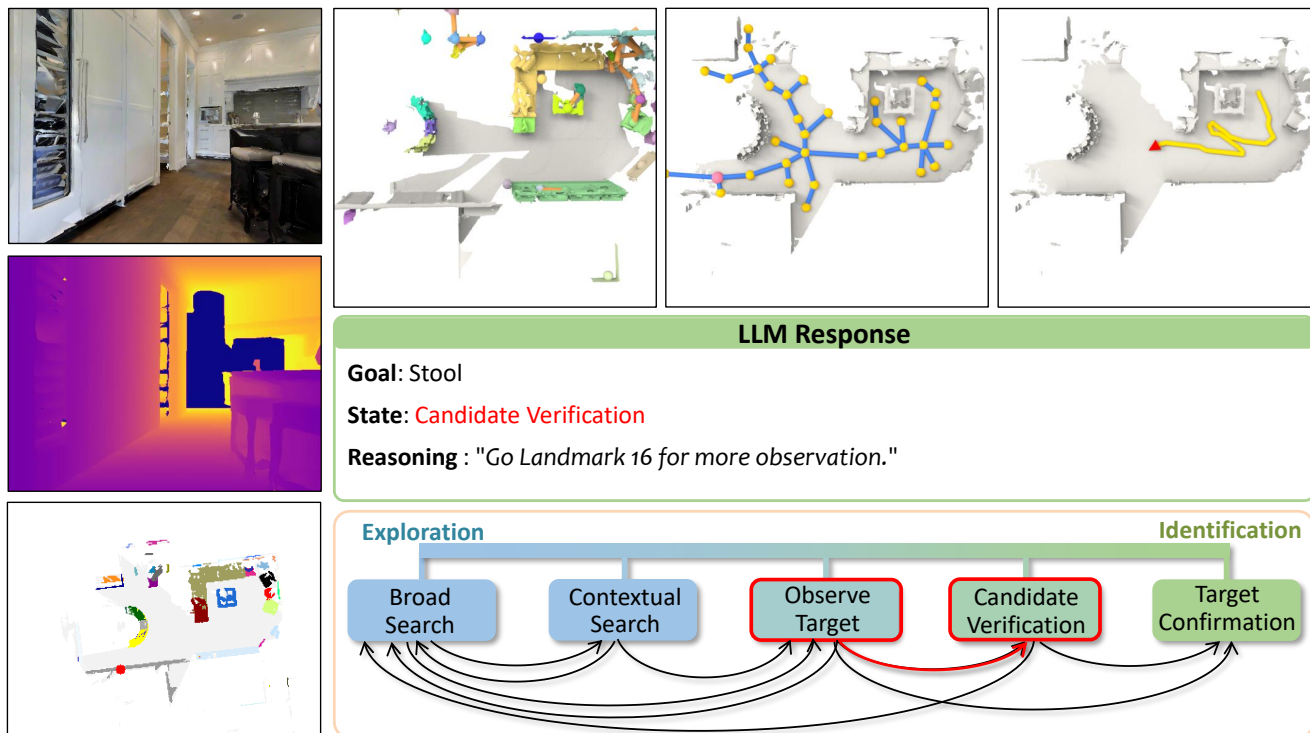 LLM Response
Goal: Stool
State: Candidate Verification
Reasoning : "Go Landmark 16 for more observation."
Exploration
Identification
Broad
Search
Contextual
Search
Observe
Target
Candidate
Verification
Target
Confirmation